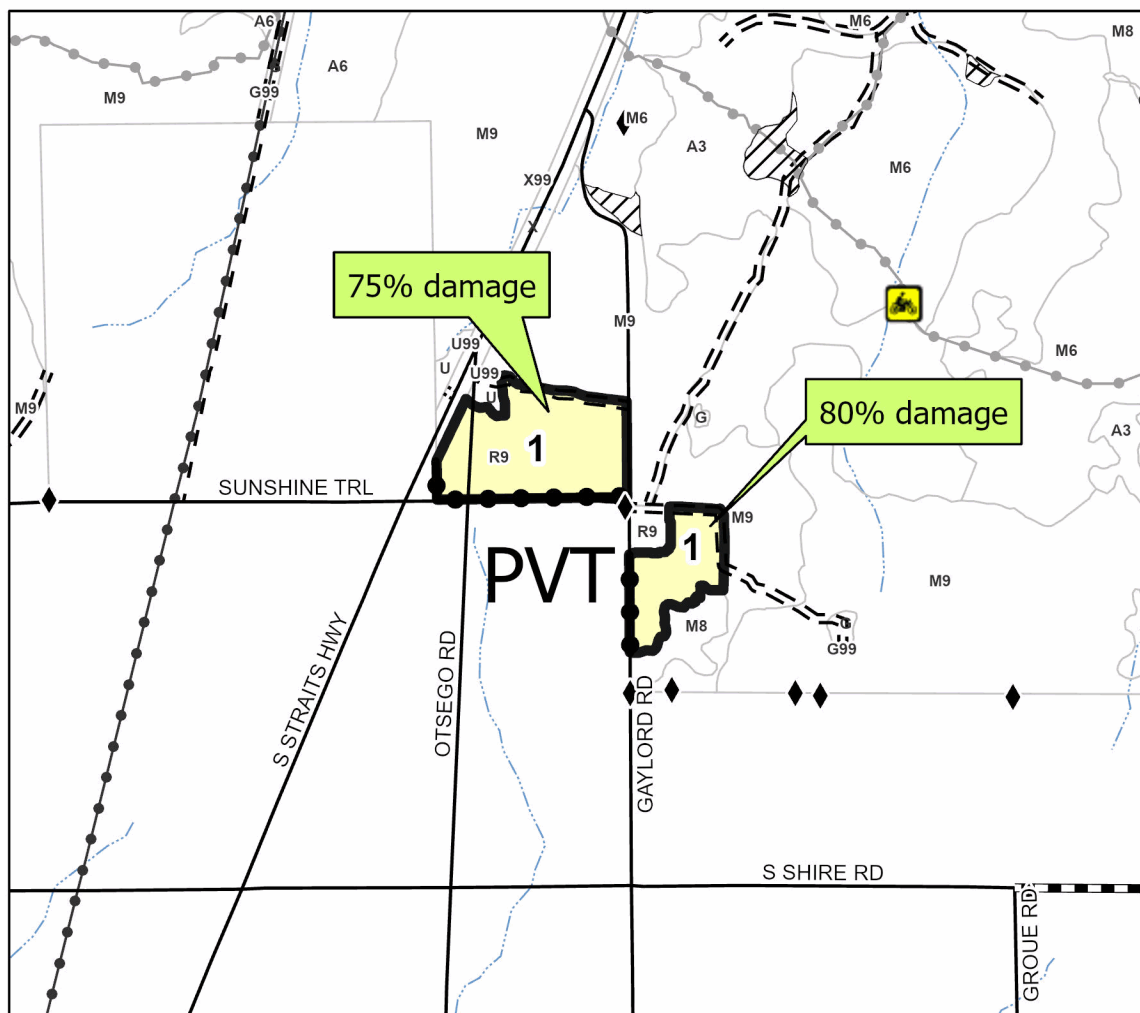 A6
M6
M8
A6
G99
M9
M6
M9
A3
M6
X99
X
75% damage
M9
U99
M6
U
U99
U
M9
80% damage
G
A3
1
R9
SUNSHINE TRL
M9
R9
1
PVT
M9
M8
G
G99
S STRAITS HWY
OTSEGO RD
GAYLORD RD
S SHIRE RD
GROUE RD